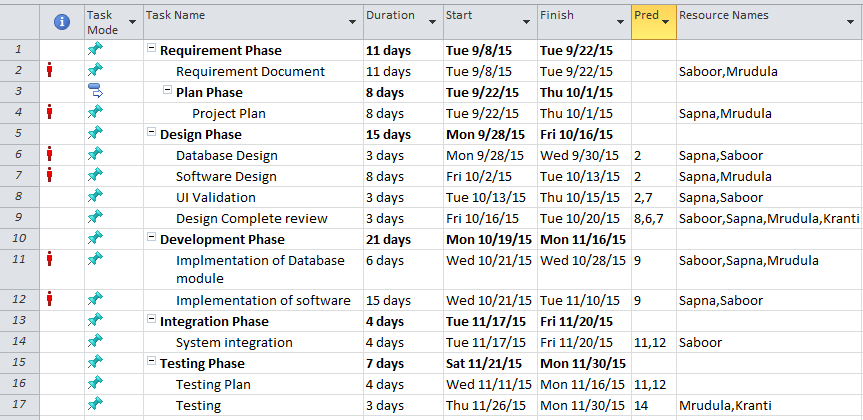 Task Mode Task Name Duration Start Finish Pred Resource Names
1 Requirement Phase 11 days Tue 9/8/15 Tue 9/22/15
2 Requirement Document 11 days Tue 9/8/15 Tue 9/22/15 Saboor,Mrudula
3 Plan Phase 8 days Tue 9/22/15 Thu 10/1/15
4 Project Plan 8 days Tue 9/22/15 Thu 10/1/15 Sapna,Mrudula
5 Design Phase 15 days Mon 9/28/15 Fri 10/16/15
6 Database Design 3 days Mon 9/28/15 Wed 9/30/15 2 Sapna,Saboor
7 Software Design 8 days Fri 10/2/15 Tue 10/13/15 2 Sapna,Mrudula
8 UI Validation 3 days Tue 10/13/15 Thu 10/15/15 2,7 Sapna,Saboor
9 Design Complete review 3 days Fri 10/16/15 Tue 10/20/15 8,6,7 Saboor,Sapna,Mrudula,Kranti
10 Development Phase 21 days Mon 10/19/15 Mon 11/16/15
11 Implmentation of Database module 6 days Wed 10/21/15 Wed 10/28/15 9 Saboor,Sapna,Mrudula
12 Implementation of software 15 days Wed 10/21/15 Tue 11/10/15 9 Sapna,Saboor
13 Integration Phase 4 days Tue 11/17/15 Fri 11/20/15
14 System integration 4 days Tue 11/17/15 Fri 11/20/15 11,12 Saboor
15 Testing Phase 7 days Sat 11/21/15 Mon 11/30/15
16 Testing Plan 4 days Wed 11/11/15 Mon 11/16/15 11,12
17 Testing 3 days Thu 11/26/15 Mon 11/30/15 14 Mrudula,Kranti